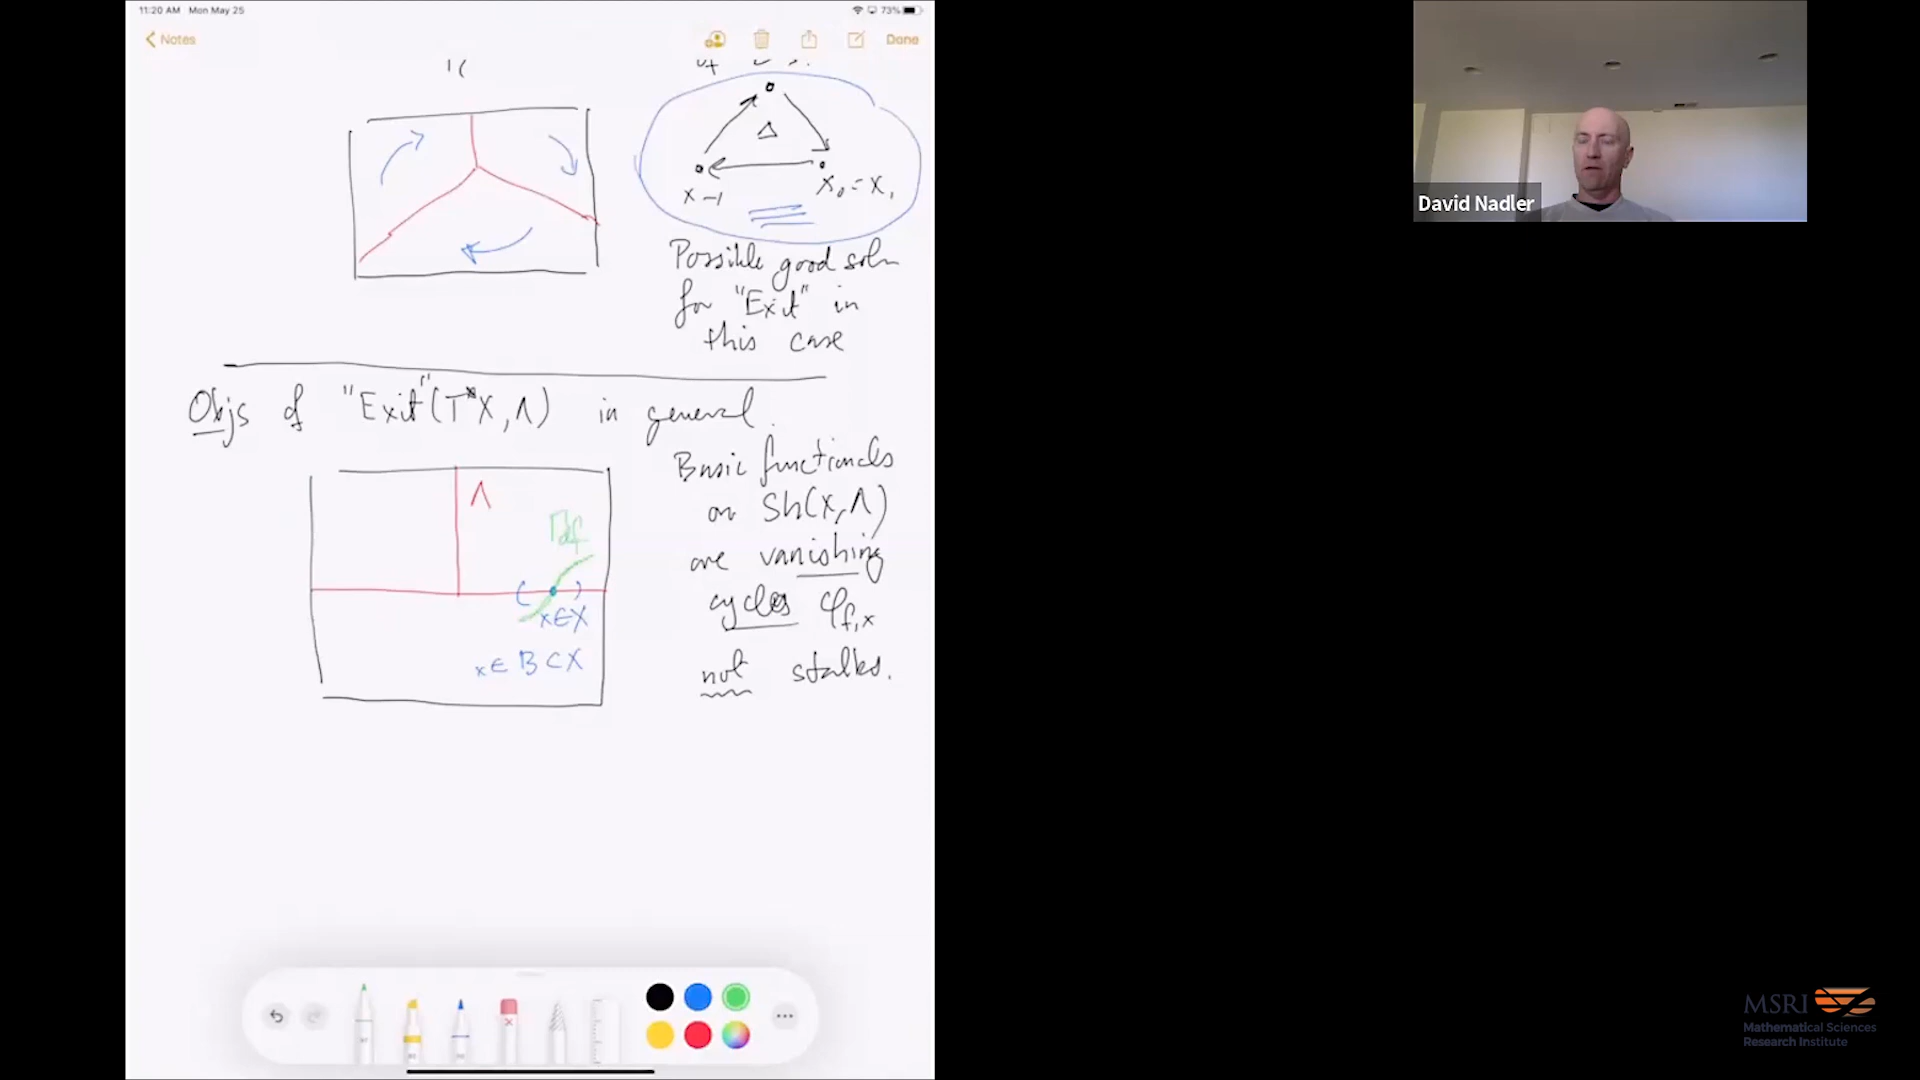 11:20 AM Mon May 25
73%
Notes
Done
Δ
x_{-1}
x_0 = x_1
Possible good soln
for "Exit" in
this case
Objs of "Exit"(T*X, Λ) in general.
Λ
Γdf
x∈X
x∈B⊂X
Basic functionals
on Sh(X, Λ)
are vanishing
cycles φ_{f,x}
not stalks.
David Nadler
MSRI
Mathematical Sciences
Research Institute